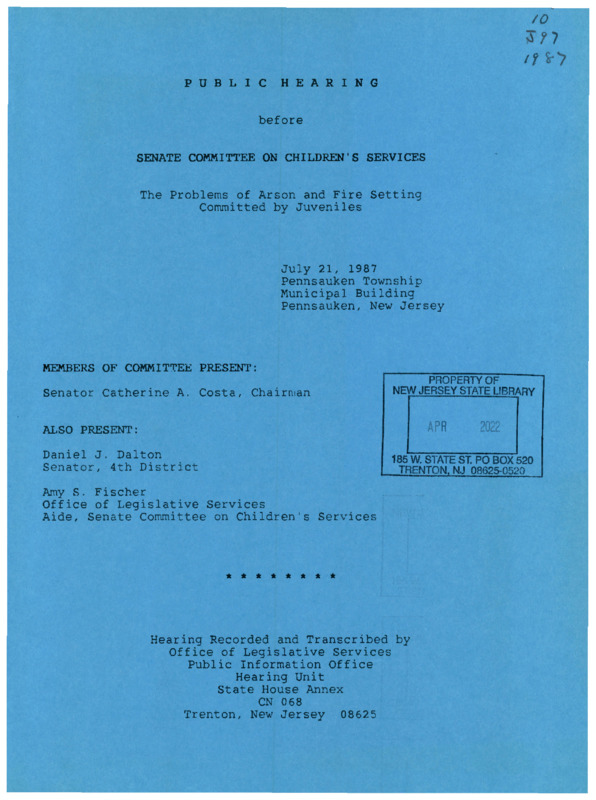 10
J97
1987
PUBLIC HEARING
before
SENATE COMMITTEE ON CHILDREN'S SERVICES
The Problems of Arson and Fire Setting
Committed by Juveniles
July 21, 1987
Pennsauken Township
Municipal Building
Pennsauken, New Jersey
MEMBERS OF COMMITTEE PRESENT:
Senator Catherine A. Costa, Chairman
ALSO PRESENT:
Daniel J. Dalton
Senator, 4th District
Amy S. Fischer
Office of Legislative Services
Aide, Senate Committee on Children's Services
PROPERTY OF
NEW JERSEY STATE LIBRARY
APR 2022
185 W. STATE ST. PO BOX 520
TRENTON, NJ 08625-0520
* * * * * * * *
Hearing Recorded and Transcribed by
Office of Legislative Services
Public Information Office
Hearing Unit
State House Annex
CN 068
Trenton, New Jersey 08625